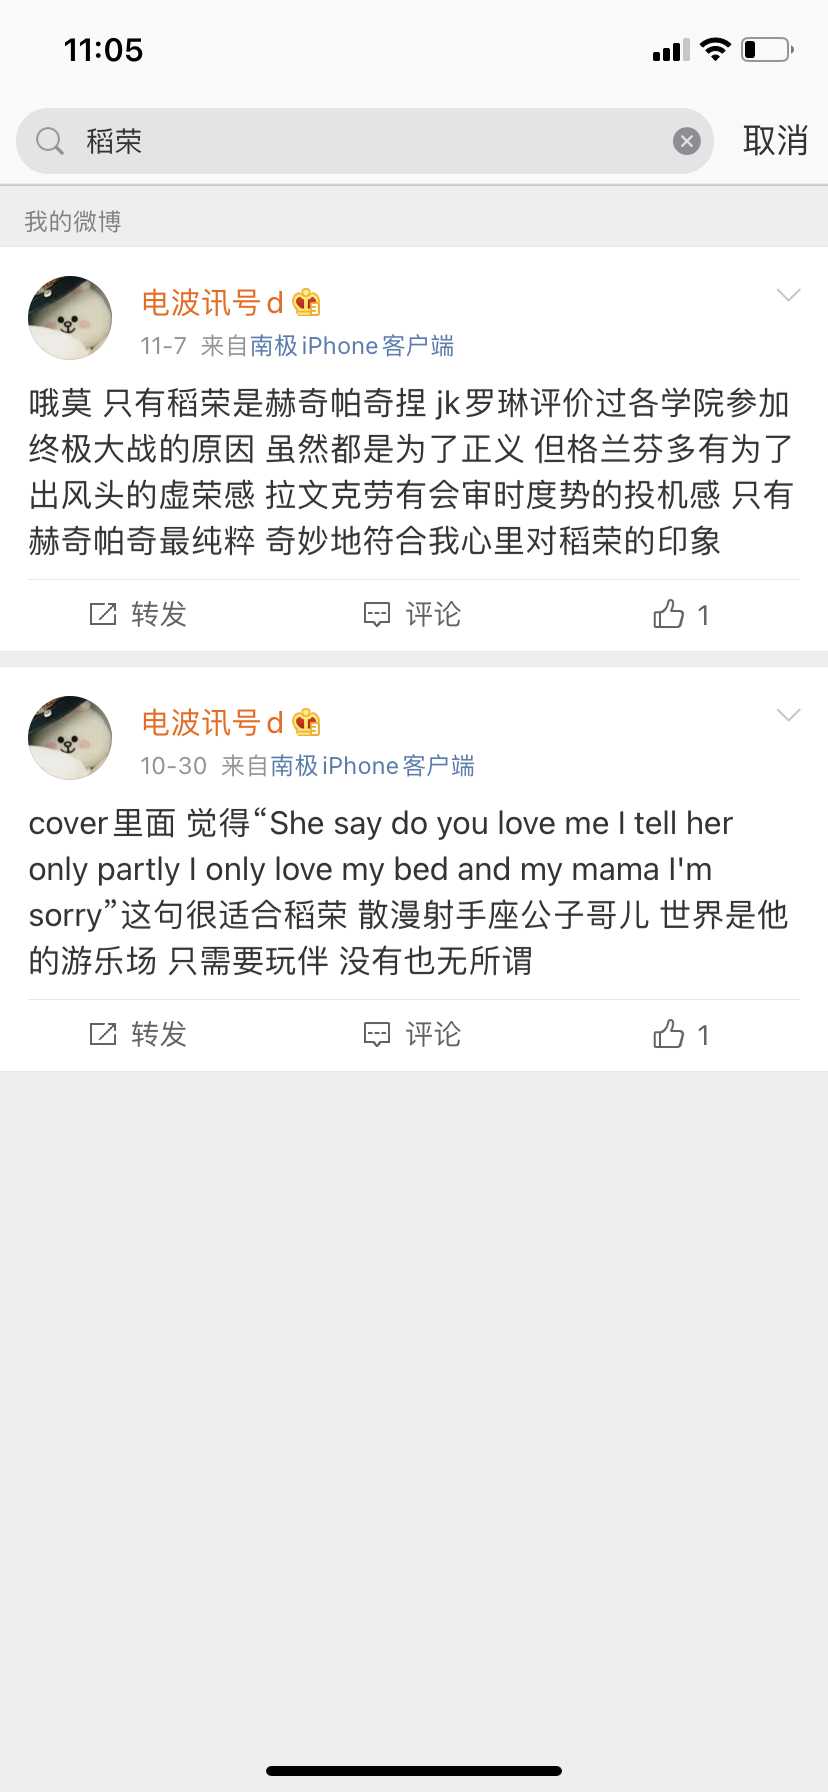 11:05
稻荣
取消
我的微博
电波讯号d
11-7 来自南极iPhone客户端
哦莫 只有稻荣是赫奇帕奇捏 jk罗琳评价过各学院参加
终极大战的原因 虽然都是为了正义 但格兰芬多有为了
出风头的虚荣感 拉文克劳有会审时度势的投机感 只有
赫奇帕奇最纯粹 奇妙地符合我心里对稻荣的印象
转发 评论 1
电波讯号d
10-30 来自南极iPhone客户端
cover里面 觉得“She say do you love me I tell her
only partly I only love my bed and my mama I'm
sorry”这句很适合稻荣 散漫射手座公子哥儿 世界是他
的游乐场 只需要玩伴 没有也无所谓
转发 评论 1